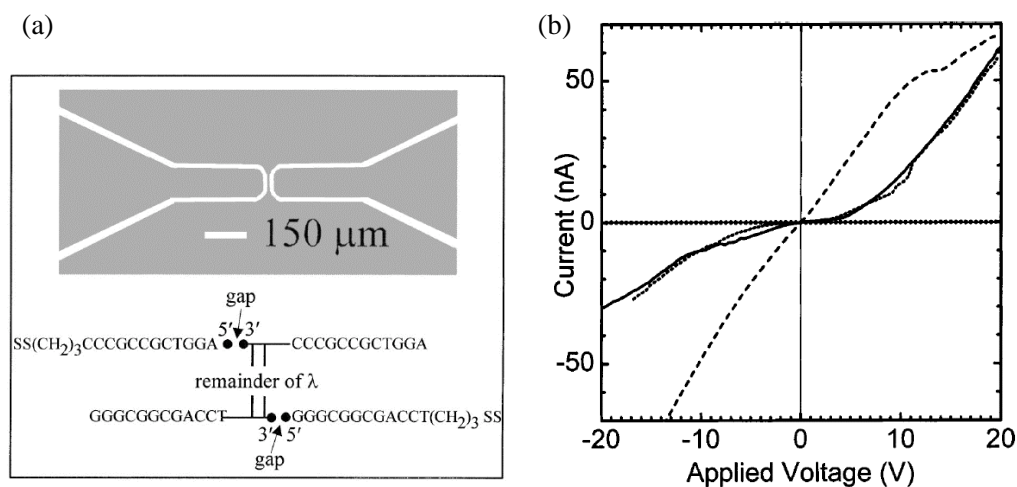 (a)
150 μm
gap
5′ 3′
SS(CH2)3CCCGCCGCTGGA CCCGCCGCTGGA
remainder of λ
GGGCGGCGACCT GGGCGGCGACCT(CH2)3 SS
3′ 5′
gap
(b)
Current (nA)
50
0
-50
-20 -10 0 10 20
Applied Voltage (V)